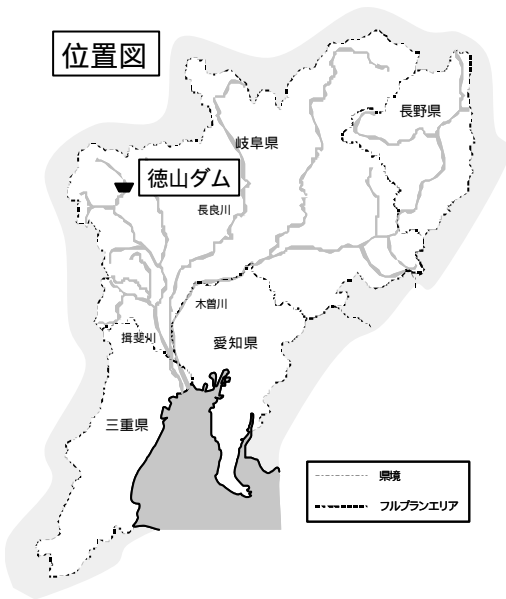 位置図
長野県
岐阜県
徳山ダム
長良川
木曽川
揖斐川
愛知県
三重県
県境
フルプランエリア